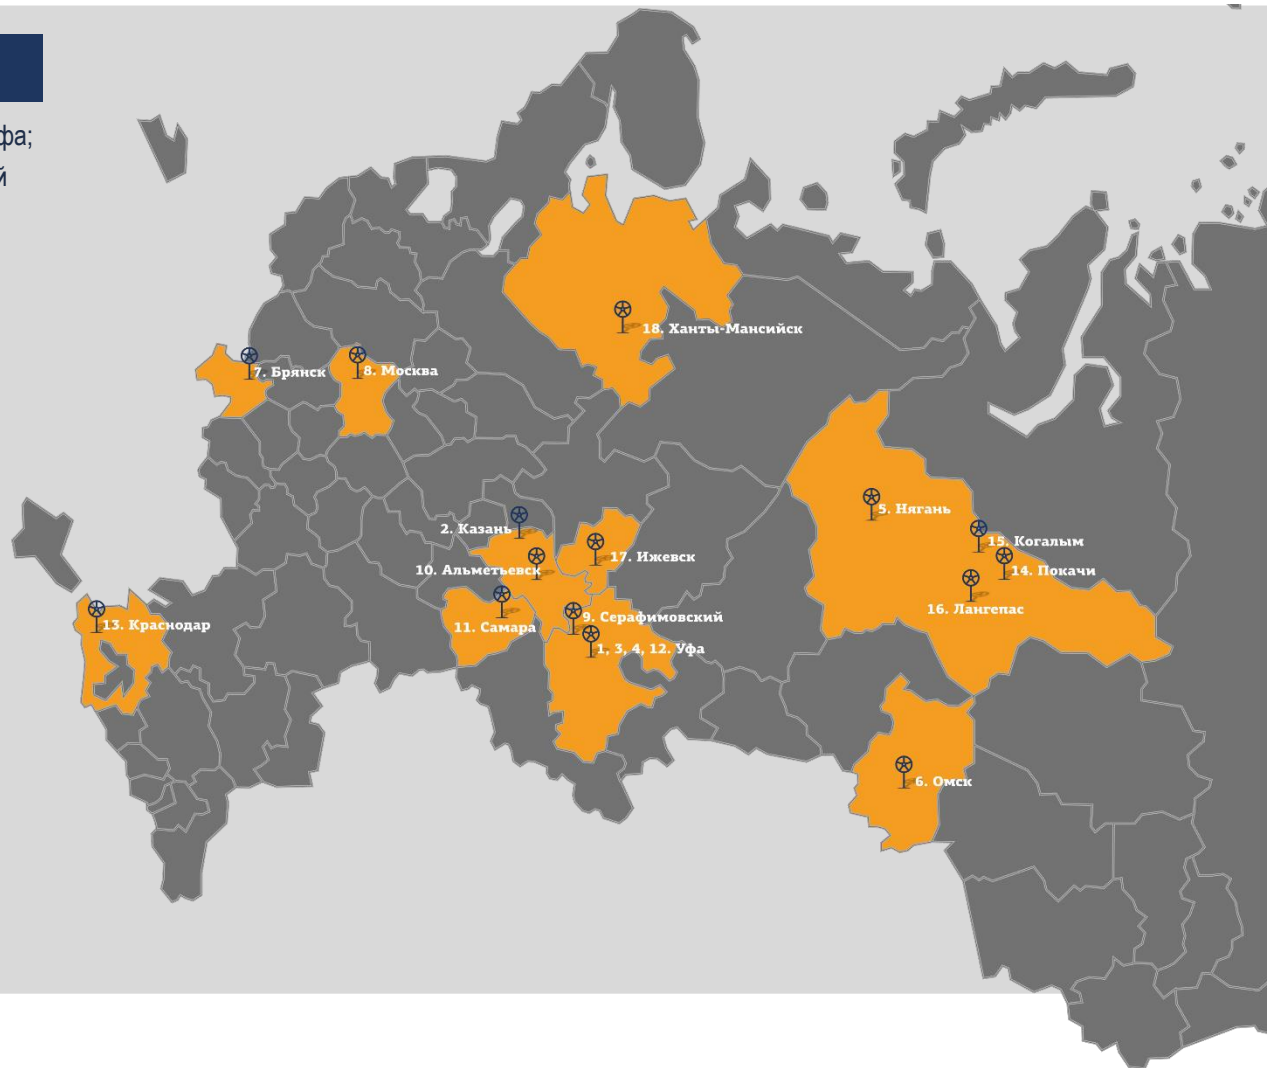 фа;
й
18. Ханты-Мансийск
7. Брянск
8. Москва
5. Нягань
2. Казань
15. Когалым
17. Ижевск
10. Альметьевск
14. Покачи
16. Лангепас
9. Серафимовский
13. Краснодар
11. Самара
1, 3, 4, 12. Уфа
6. Омск